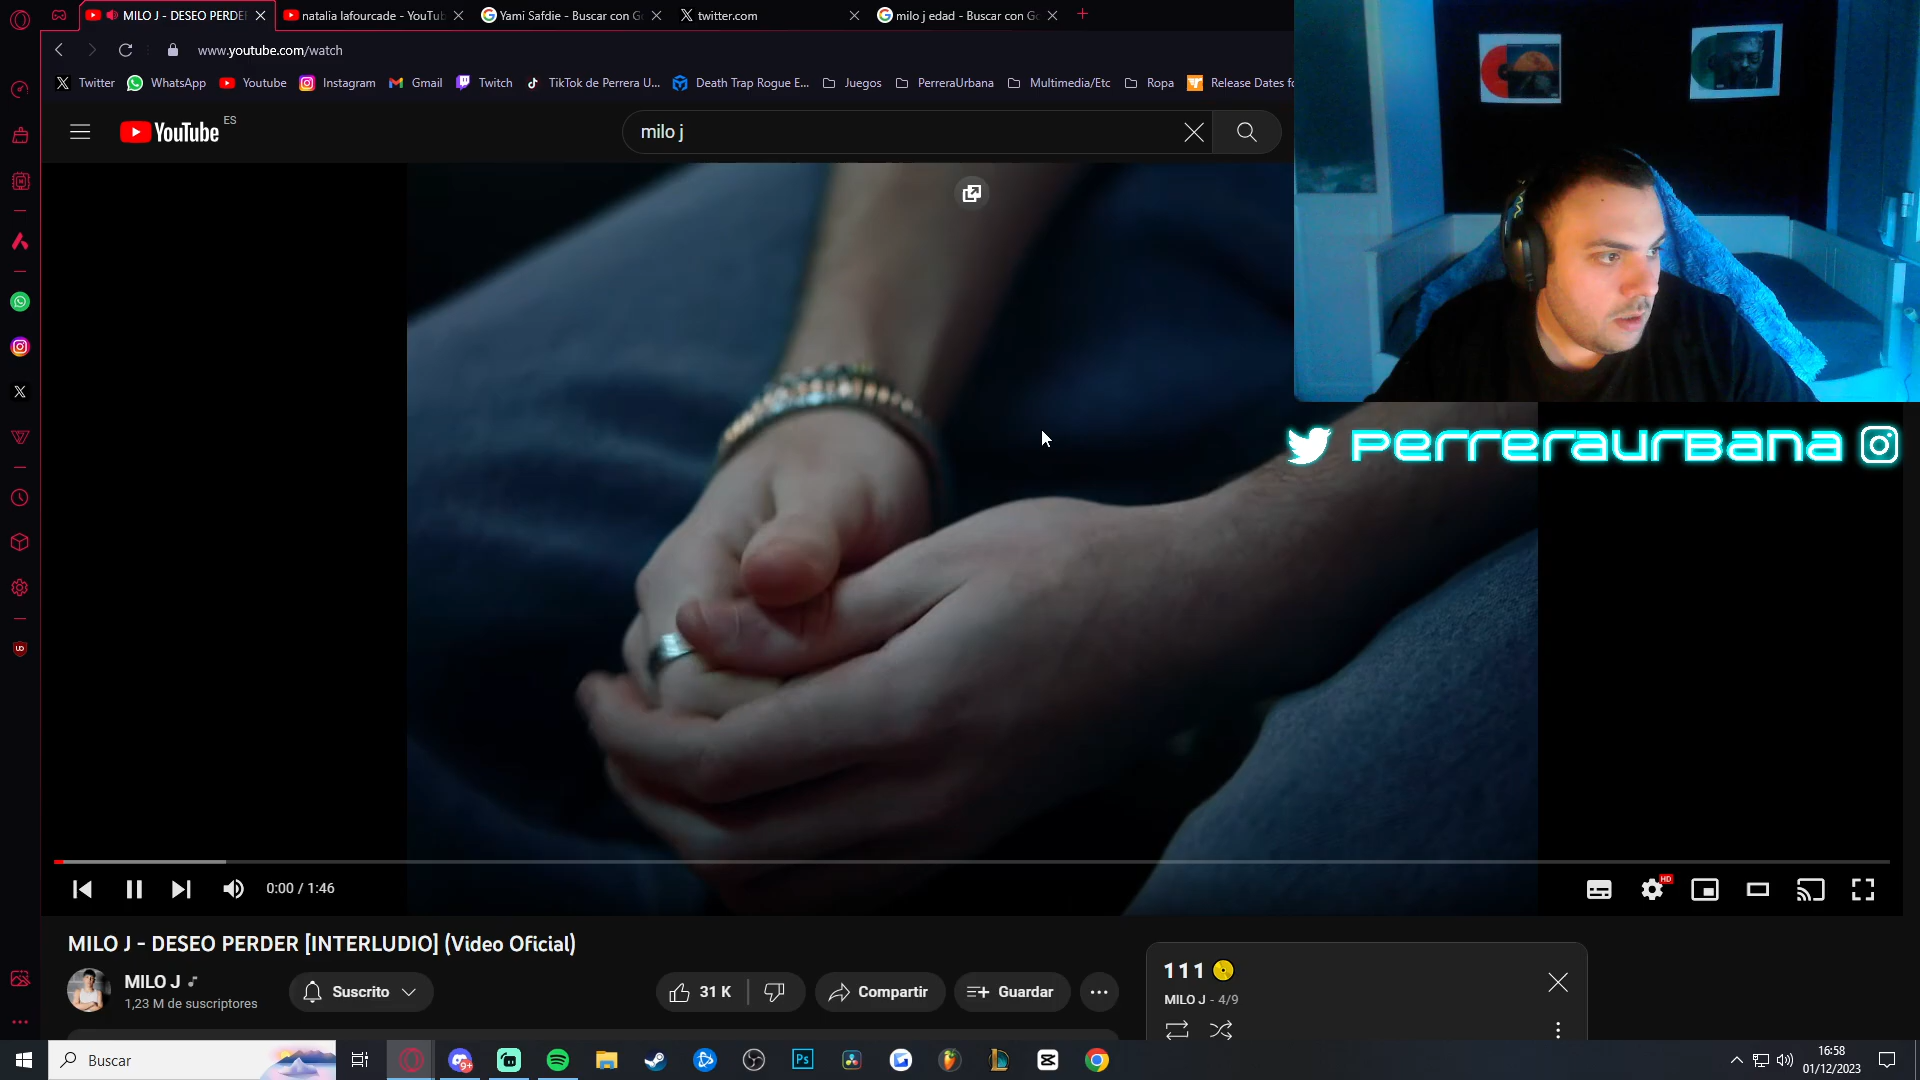 MILO J - DESEO PERDE
natalia lafourcade - YouTub
Yami Safdie - Buscar con G
twitter.com
milo j edad - Buscar con G
www.youtube.com/watch
Twitter
WhatsApp
Youtube
Instagram
Gmail
Twitch
TikTok de Perrera U...
Death Trap Rogue E...
Juegos
PerreraUrbana
Multimedia/Etc
Ropa
Release Dates fo
YouTube
ES
milo j
perreraurbana
0:00 / 1:46
HD
MILO J - DESEO PERDER [INTERLUDIO] (Video Oficial)
MILO J
1,23 M de suscriptores
Suscrito
31 K
Compartir
Guardar
111
MILO J - 4/9
Buscar
9+
Ps
16:58
01/12/2023